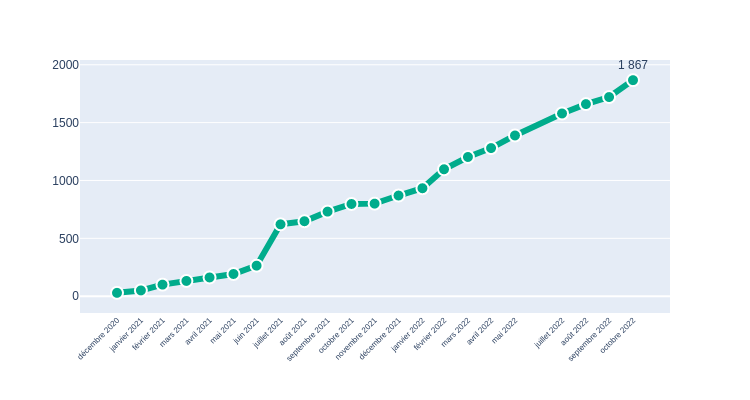 2000
1 867
1500
1000
500
0
décembre 2020
janvier 2021
février 2021
mars 2021
avril 2021
mai 2021
juin 2021
juillet 2021
août 2021
septembre 2021
octobre 2021
novembre 2021
décembre 2021
janvier 2022
février 2022
mars 2022
avril 2022
mai 2022
juillet 2022
août 2022
septembre 2022
octobre 2022